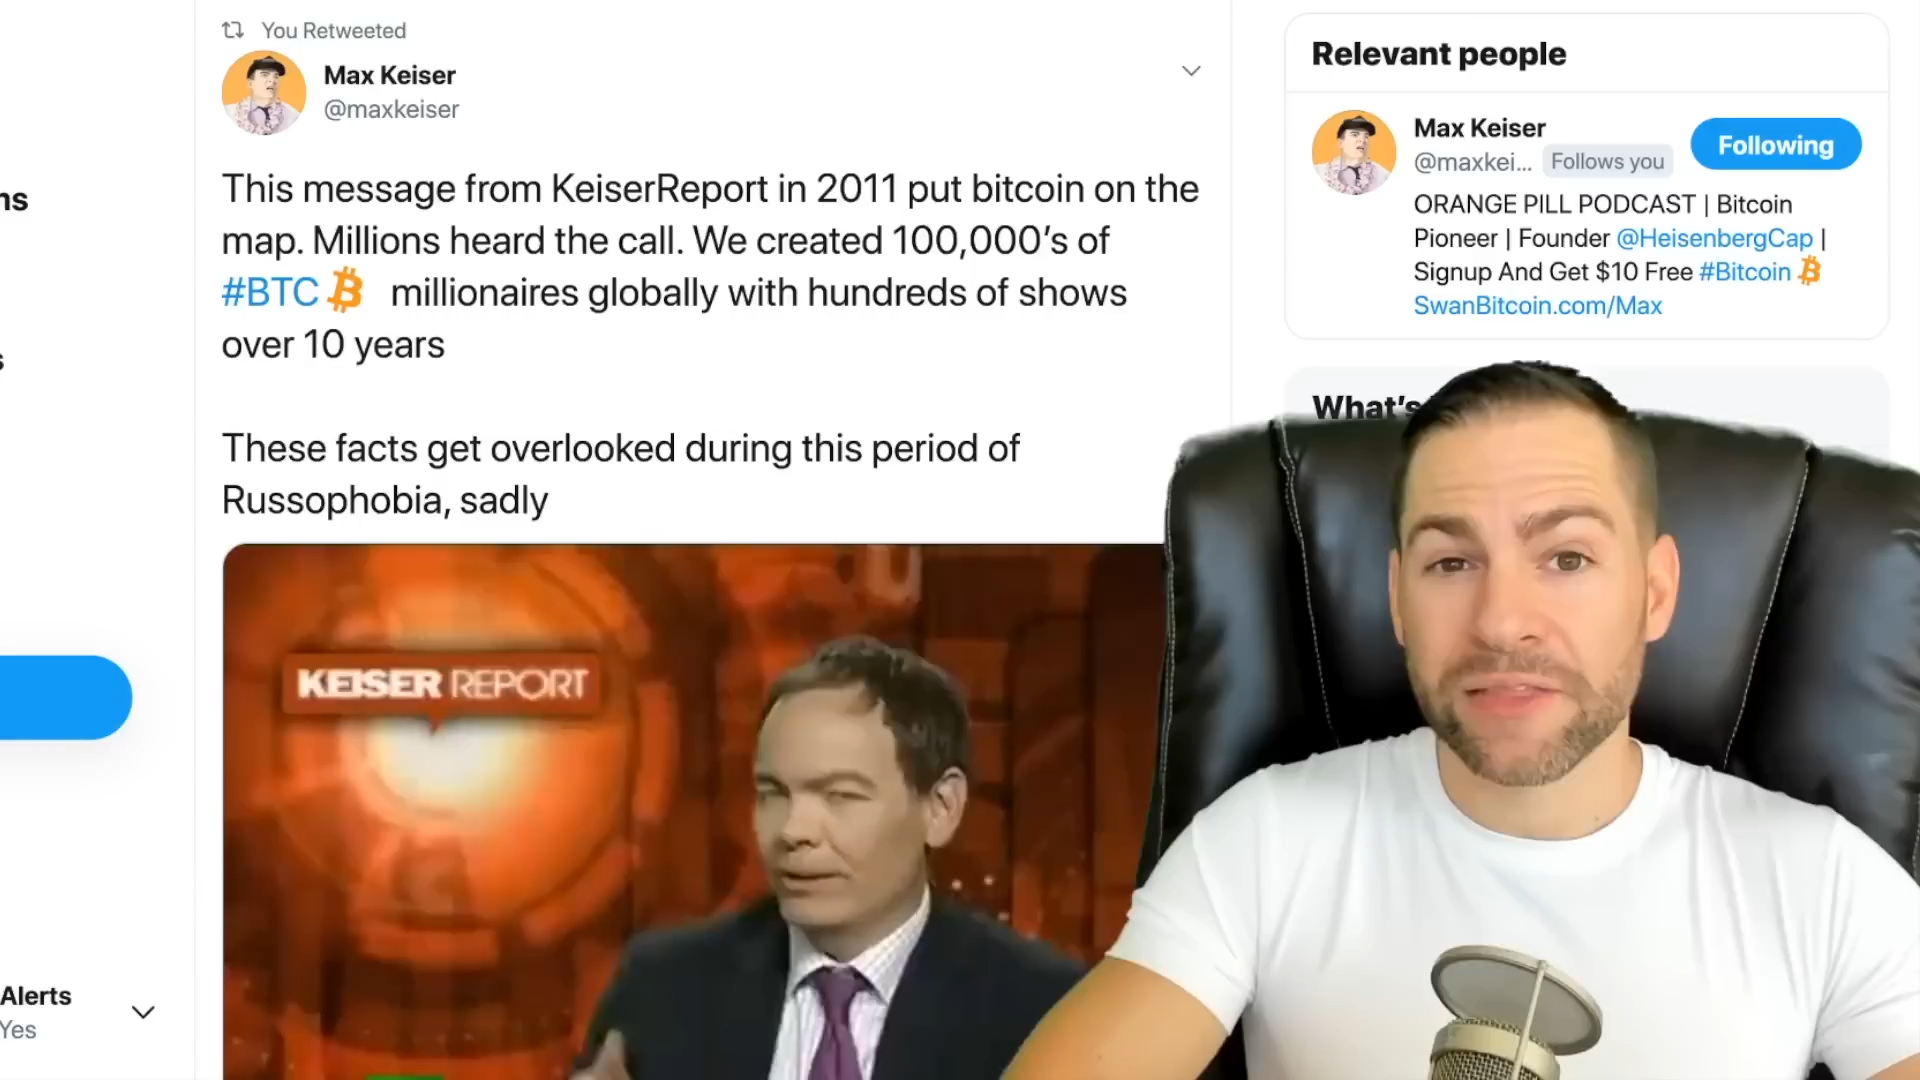 You Retweeted
Max Keiser
@maxkeiser
This message from KeiserReport in 2011 put bitcoin on the
map. Millions heard the call. We created 100,000’s of
#BTC millionaires globally with hundreds of shows
over 10 years
These facts get overlooked during this period of
Russophobia, sadly
KEISER REPORT
Relevant people
Max Keiser
@maxkei... Follows you
Following
ORANGE PILL PODCAST | Bitcoin
Pioneer | Founder @HeisenbergCap |
Signup And Get $10 Free #Bitcoin
SwanBitcoin.com/Max
What's
ns
s
Alerts
Yes